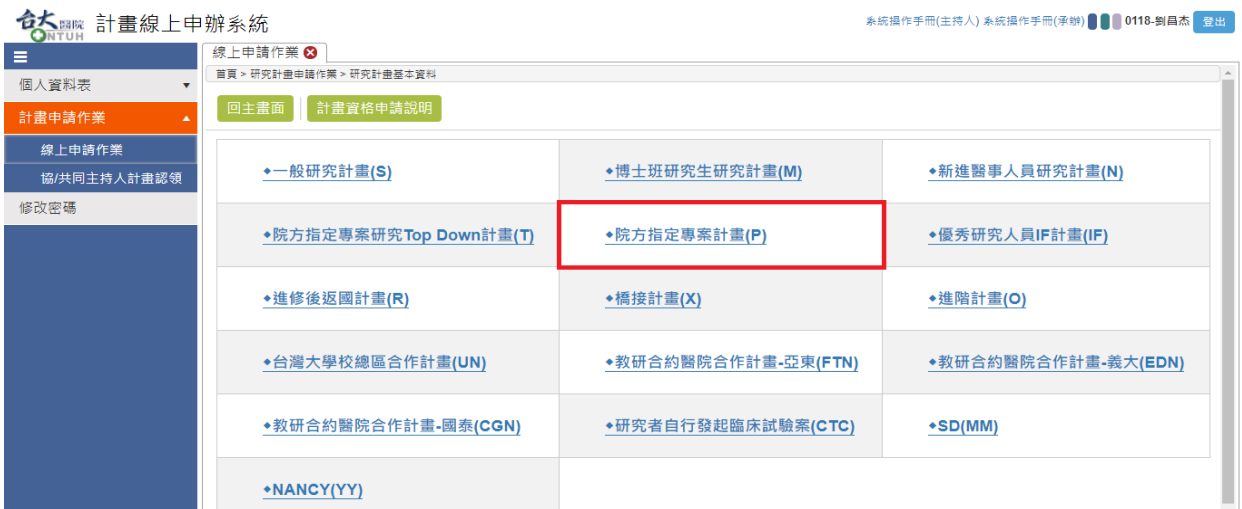 台大醫院 計畫線上申辦系統
NTUH
系統操作手冊(主持人) 系統操作手冊(承辦) 0118-劉昌杰 登出
線上申請作業
首頁 > 研究計畫申請作業 > 研究計畫基本資料
個人資料表
計畫申請作業
線上申請作業
協/共同主持人計畫認領
修改密碼
回主畫面 計畫資格申請說明
◆一般研究計畫(S) ◆博士班研究生研究計畫(M) ◆新進醫事人員研究計畫(N)
◆院方指定專案研究Top Down計畫(T) ◆院方指定專案計畫(P) ◆優秀研究人員IF計畫(IF)
◆進修後返國計畫(R) ◆橋接計畫(X) ◆進階計畫(O)
◆台灣大學校總區合作計畫(UN) ◆教研合約醫院合作計畫-亞東(FTN) ◆教研合約醫院合作計畫-義大(EDN)
◆教研合約醫院合作計畫-國泰(CGN) ◆研究者自行發起臨床試驗案(CTC) ◆SD(MM)
◆NANCY(YY)